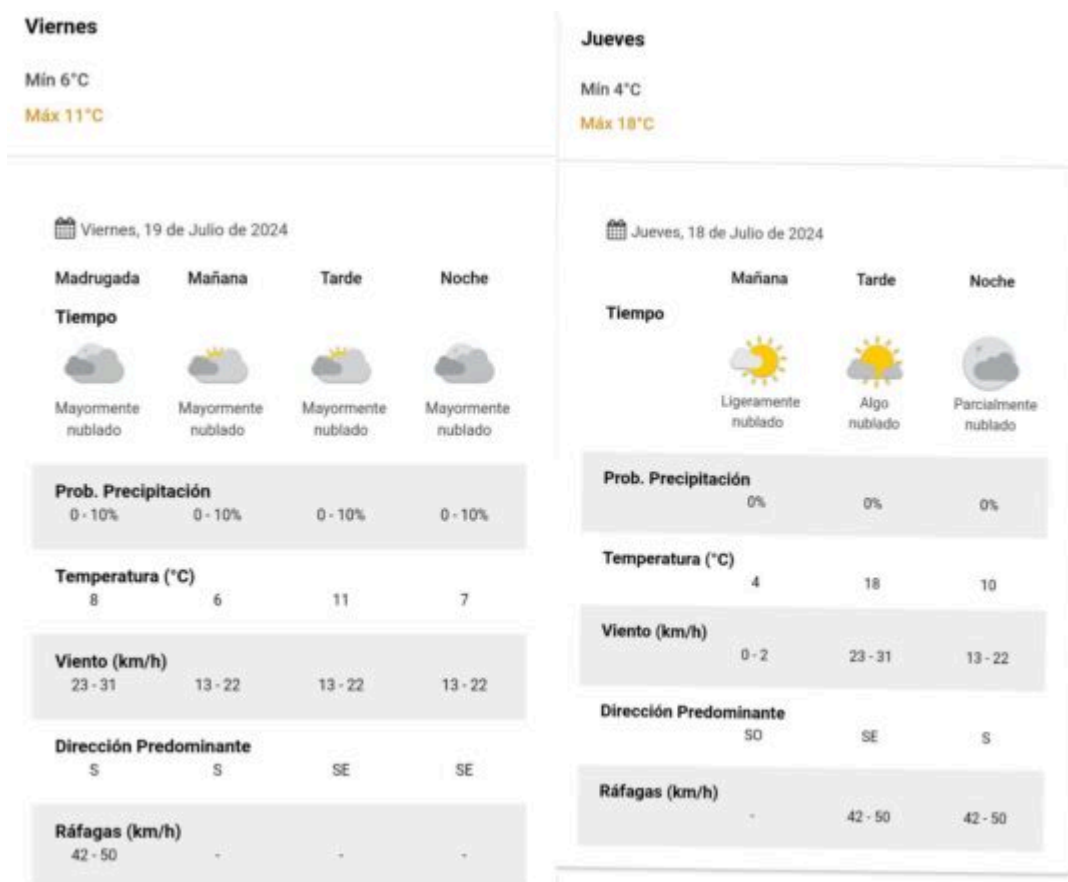 Viernes
Mín 6°C
Máx 11°C
Viernes, 19 de Julio de 2024
Madrugada Mañana Tarde Noche
Tiempo
Mayormente nublado Mayormente nublado Mayormente nublado Mayormente nublado
Prob. Precipitación
0 - 10% 0 - 10% 0 - 10% 0 - 10%
Temperatura (°C)
8 6 11 7
Viento (km/h)
23 - 31 13 - 22 13 - 22 13 - 22
Dirección Predominante
S S SE SE
Ráfagas (km/h)
42 - 50 - - -
Jueves
Mín 4°C
Máx 18°C
Jueves, 18 de Julio de 2024
Mañana Tarde Noche
Tiempo
Ligeramente nublado Algo nublado Parcialmente nublado
Prob. Precipitación
0% 0% 0%
Temperatura (°C)
4 18 10
Viento (km/h)
0 - 2 23 - 31 13 - 22
Dirección Predominante
SO SE S
Ráfagas (km/h)
- 42 - 50 42 - 50